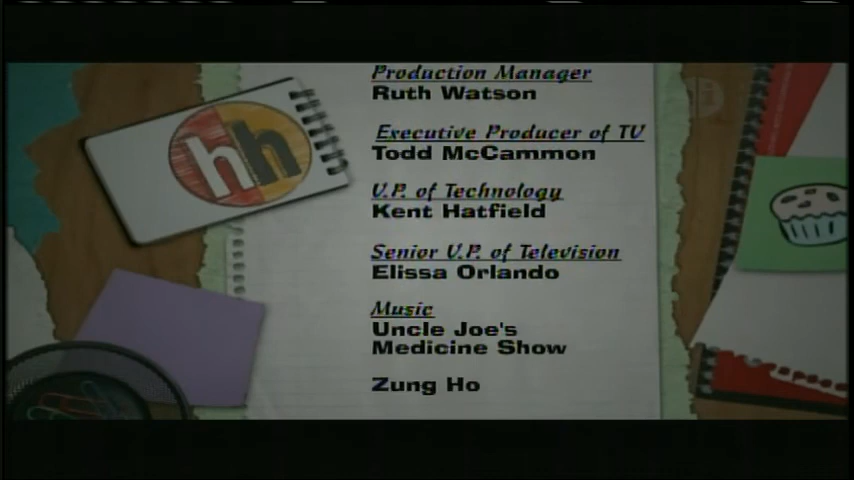 hh
Production Manager
Ruth Watson
Executive Producer of TV
Todd McCammon
V.P. of Technology
Kent Hatfield
Senior V.P. of Television
Elissa Orlando
Music
Uncle Joe's
Medicine Show
Zung Ho